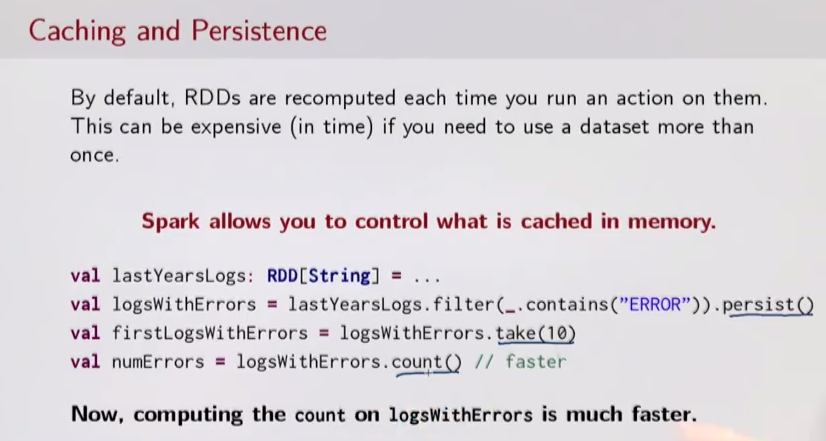 Caching and Persistence
By default, RDDs are recomputed each time you run an action on them.
This can be expensive (in time) if you need to use a dataset more than
once.
Spark allows you to control what is cached in memory.
val lastYearsLogs: RDD[String] = ...
val logsWithErrors = lastYearsLogs.filter(_.contains(”ERROR”)).persist()
val firstLogsWithErrors = logsWithErrors.take(10)
val numErrors = logsWithErrors.count() // faster
Now, computing the count on logsWithErrors is much faster.